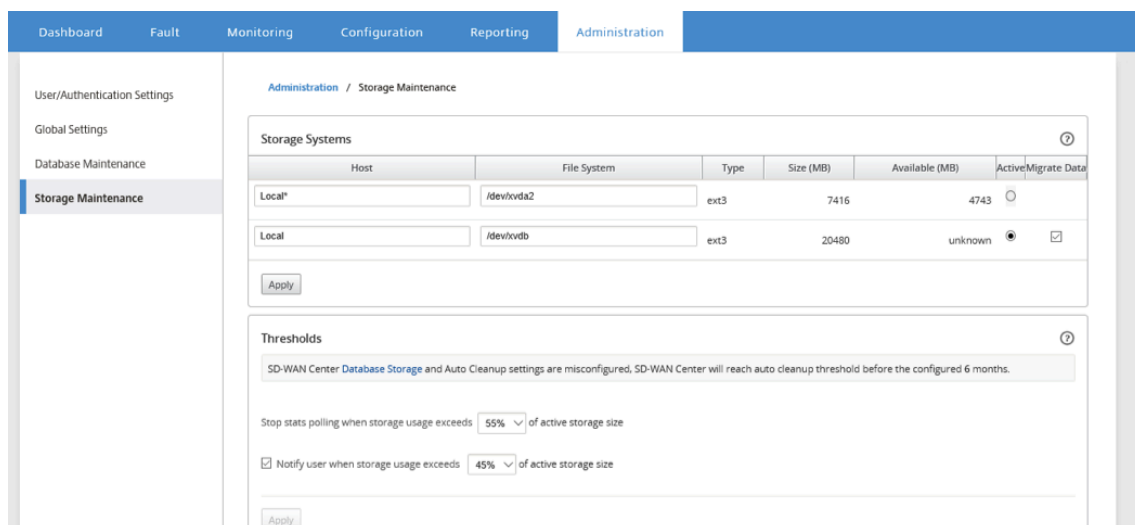 Dashboard Fault Monitoring Configuration Reporting Administration
User/Authentication Settings
Global Settings
Database Maintenance
Storage Maintenance
Administration / Storage Maintenance
Storage Systems ?
Host File System Type Size (MB) Available (MB) Active Migrate Data
Local* /dev/xvda2 ext3 7416 4743
Local /dev/xvdb ext3 20480 unknown
Apply
Thresholds ?
SD-WAN Center Database Storage and Auto Cleanup settings are misconfigured, SD-WAN Center will reach auto cleanup threshold before the configured 6 months.
Stop stats polling when storage usage exceeds 55% of active storage size
Notify user when storage usage exceeds 45% of active storage size
Apply